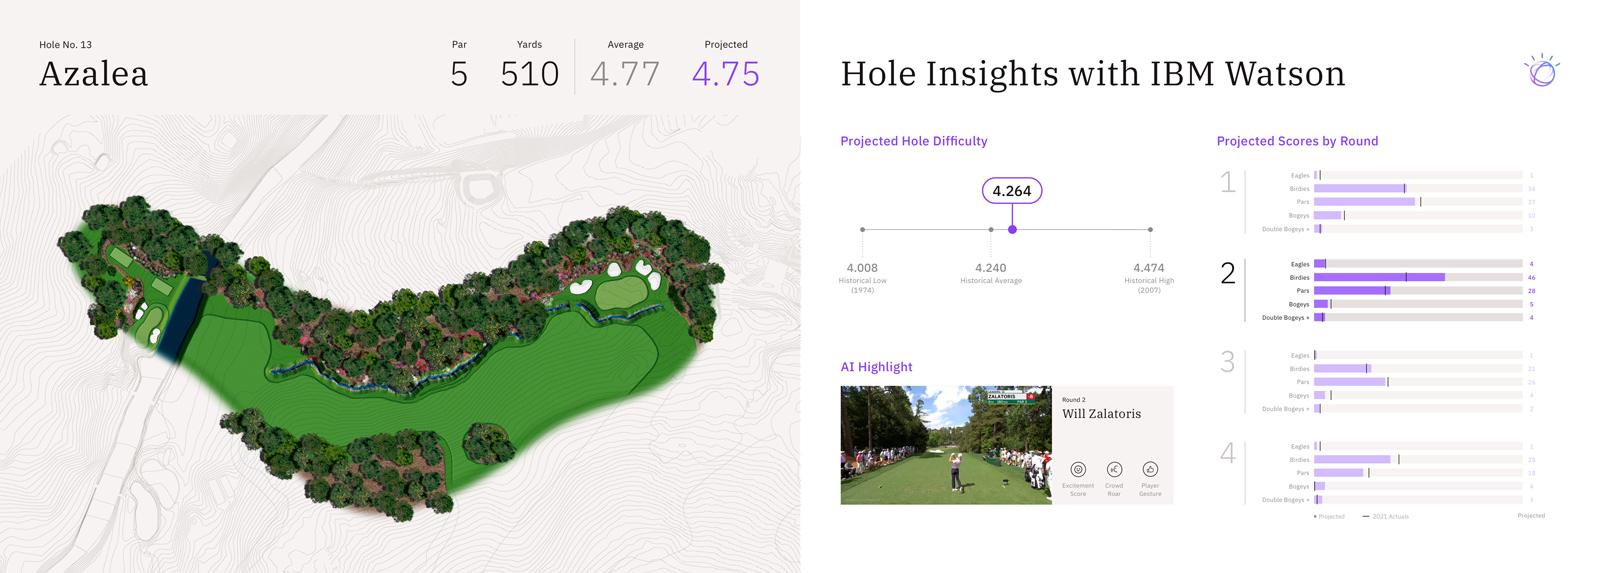 Hole No. 13
Azalea
Par
5
Yards
510
Average
4.77
Projected
4.75
Hole Insights with IBM Watson
Projected Hole Difficulty
4.264
4.008
Historical Low
(1974)
4.240
Historical Average
4.474
Historical High
(2007)
AI Highlight
ZALATORIS
Round 2
Will Zalatoris
Excitement
Score
Crowd
Roar
Player
Gesture
Projected Scores by Round
1
Eagles 1
Birdies 34
Pars 37
Bogeys 10
Double Bogeys + 3
2
Eagles 4
Birdies 46
Pars 28
Bogeys 5
Double Bogeys + 4
3
Eagles 1
Birdies 21
Pars 26
Bogeys 4
Double Bogeys + 2
4
Eagles 1
Birdies 28
Pars 18
Bogeys 4
Double Bogeys + 3
Projected
2021 Actuals
Projected